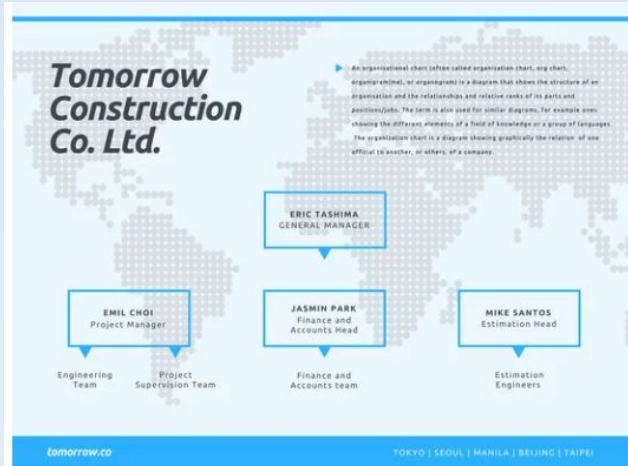 Tomorrow
Construction
Co. Ltd.
An organisational chart (often called organisation chart, org chart,
organigram(me), or organogram) is a diagram that shows the structure of an
organisation and the relationships and relative ranks of its parts and
positions/jobs. The term is also used for similar diagrams, for example ones
showing the different elements of a field of knowledge or a group of languages.
The organization chart is a diagram showing graphically the relation of one
official to another, or others, of a company.
ERIC TASHIMA
GENERAL MANAGER
EMIL CHOI
Project Manager
JASMIN PARK
Finance and
Accounts Head
MIKE SANTOS
Estimation Head
Engineering
Team
Project
Supervision Team
Finance and
Accounts team
Estimation
Engineers
tomorrow.co
TOKYO | SEOUL | MANILA | BEIJING | TAIPEI